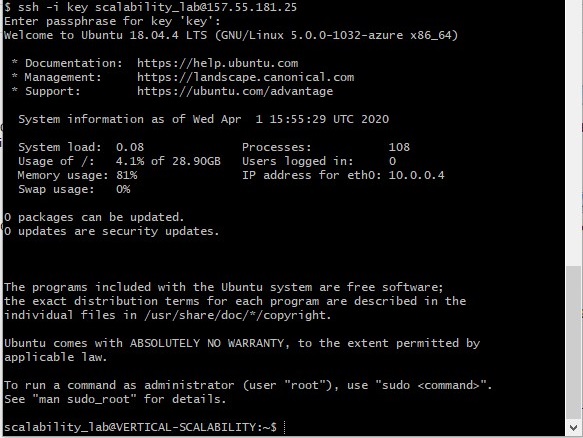 $ ssh -i key scalability_lab@157.55.181.25
Enter passphrase for key 'key':
Welcome to Ubuntu 18.04.4 LTS (GNU/Linux 5.0.0-1032-azure x86_64)
* Documentation:  https://help.ubuntu.com
* Management:     https://landscape.canonical.com
* Support:        https://ubuntu.com/advantage
System information as of Wed Apr  1 15:55:29 UTC 2020
System load:  0.08              Processes:           108
Usage of /:   4.1% of 28.90GB   Users logged in:     0
Memory usage: 81%               IP address for eth0: 10.0.0.4
Swap usage:   0%
0 packages can be updated.
0 updates are security updates.
The programs included with the Ubuntu system are free software;
the exact distribution terms for each program are described in the
individual files in /usr/share/doc/*/copyright.
Ubuntu comes with ABSOLUTELY NO WARRANTY, to the extent permitted by
applicable law.
To run a command as administrator (user "root"), use "sudo <command>".
See "man sudo_root" for details.
scalability_lab@VERTICAL-SCALABILITY:~$